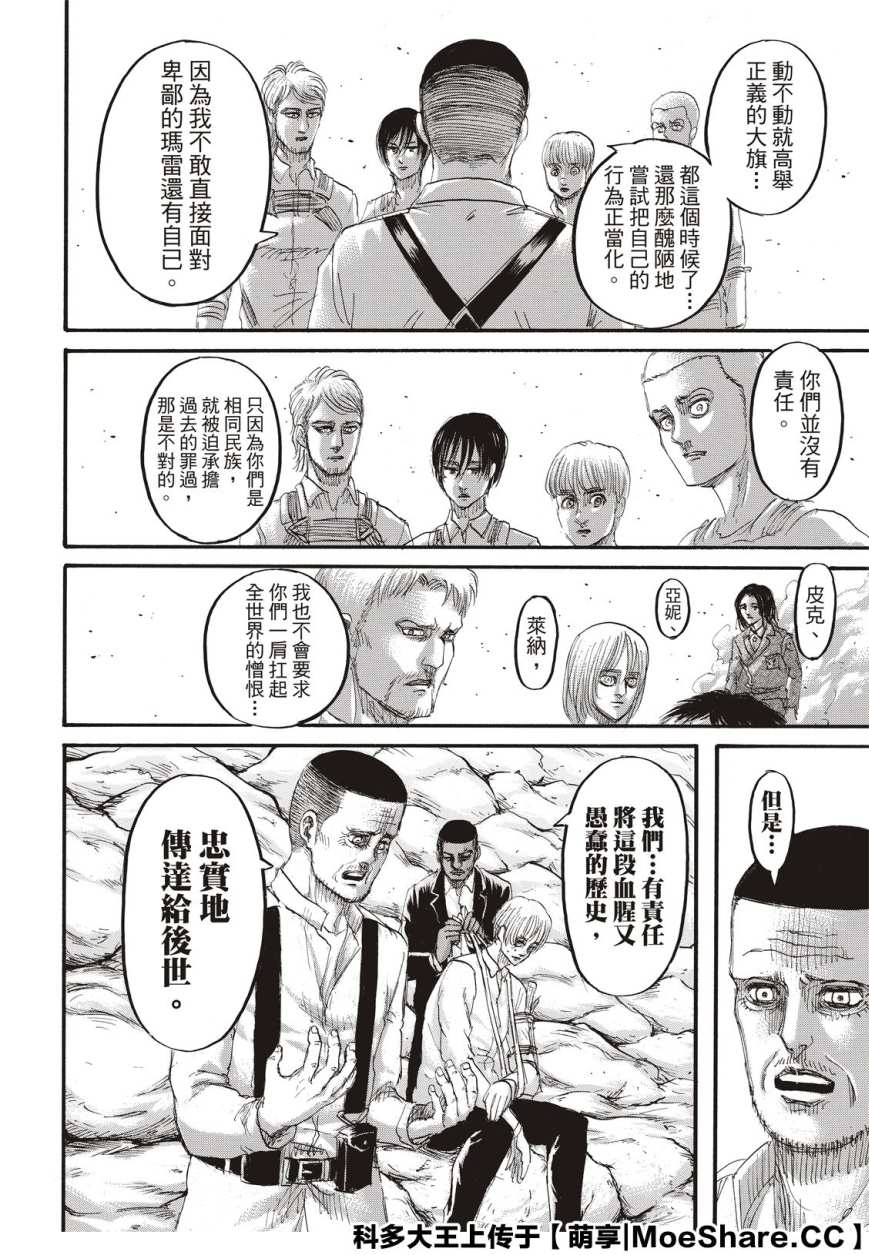 動不動就高舉
正義的大旗…
都這個時候了…
還那麼醜陋地
嘗試把自己的
行為正當化。
因為我不敢直接面對
卑鄙的瑪雷還有自己。
你們並沒有
責任。
只因為你們是
相同民族，
就被迫承擔
過去的罪過，
那是不對的。
皮克、
亞妮、
萊納，
我也不會要求
你們一肩扛起
全世界的憎恨…
但是…
我們…有責任
將這段血腥又
愚蠢的歷史，
忠實地
傳達給後世。
科多大王上传于【萌享|MoeShare.CC】